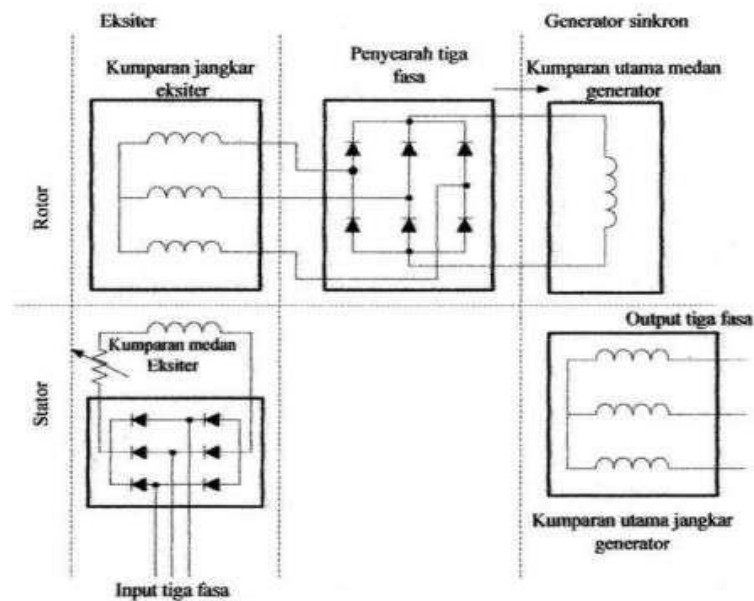 Eksiter
Generator sinkron
Kumparan jangkar
eksiter
Penyearah tiga
fasa
Kumparan utama medan
generator
Rotor
Stator
Kumparan medan
Eksiter
Output tiga fasa
Kumparan utama jangkar
generator
Input tiga fasa